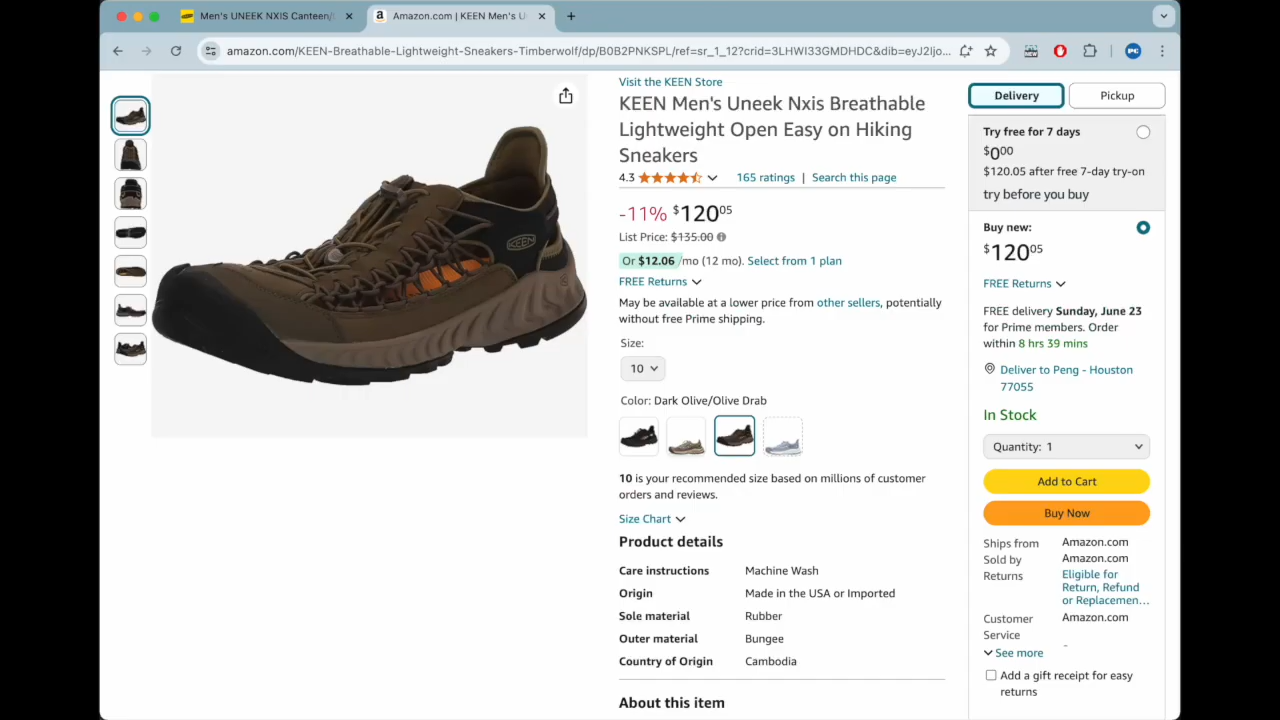 Men's UNEEK NXIS Canteen/
Amazon.com | KEEN Men's U
amazon.com/KEEN-Breathable-Lightweight-Sneakers-Timberwolf/dp/B0B2PNKSPL/ref=sr_1_12?crid=3LHWI33GMDHDC&dib=eyJ2Ijo...
PC
Visit the KEEN Store
KEEN Men's Uneek Nxis Breathable
Lightweight Open Easy on Hiking
Sneakers
4.3
165 ratings | Search this page
-11% $120 05
List Price: $135.00
Or $12.06 /mo (12 mo). Select from 1 plan
FREE Returns
May be available at a lower price from other sellers, potentially
without free Prime shipping.
Size:
10
Color: Dark Olive/Olive Drab
10 is your recommended size based on millions of customer
orders and reviews.
Size Chart
Product details
Care instructions Machine Wash
Origin Made in the USA or Imported
Sole material Rubber
Outer material Bungee
Country of Origin Cambodia
About this item
KEEN
Delivery
Pickup
Try free for 7 days
$0 00
$120.05 after free 7-day try-on
try before you buy
Buy new:
$120 05
FREE Returns
FREE delivery Sunday, June 23
for Prime members. Order
within 8 hrs 39 mins
Deliver to Peng - Houston
77055
In Stock
Quantity: 1
Add to Cart
Buy Now
Ships from Amazon.com
Sold by Amazon.com
Returns Eligible for
Return, Refund
or Replacemen...
Customer Amazon.com
Service
See more
Add a gift receipt for easy
returns